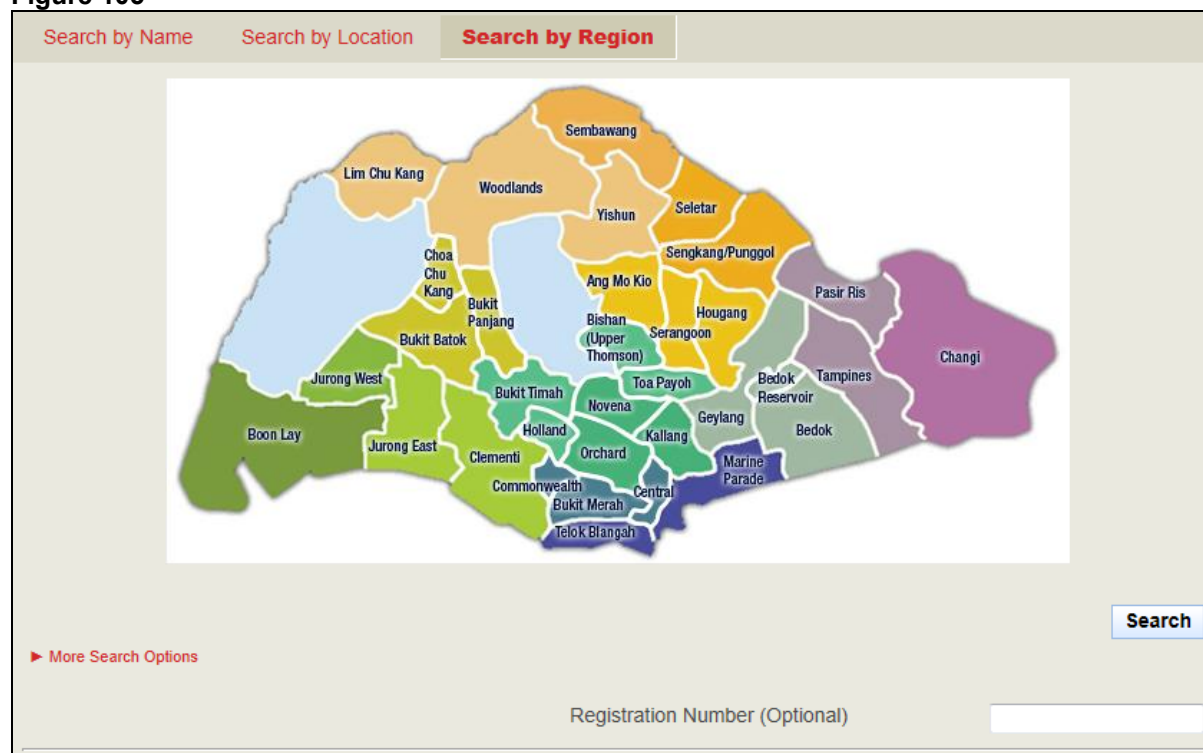 Search by Name Search by Location Search by Region
Sembawang
Lim Chu Kang
Woodlands
Yishun
Seletar
Sengkang/Punggol
Choa
Chu
Kang
Ang Mo Kio
Pasir Ris
Bukit
Panjang
Hougang
Bishan
(Upper
Thomson)
Serangoon
Bukit Batok
Changi
Jurong West
Bukit Timah
Toa Payoh
Bedok
Reservoir
Tampines
Novena
Geylang
Boon Lay
Jurong East
Holland
Kallang
Bedok
Clementi
Orchard
Marine
Parade
Commonwealth
Central
Bukit Merah
Telok Blangah
Search
► More Search Options
Registration Number (Optional)